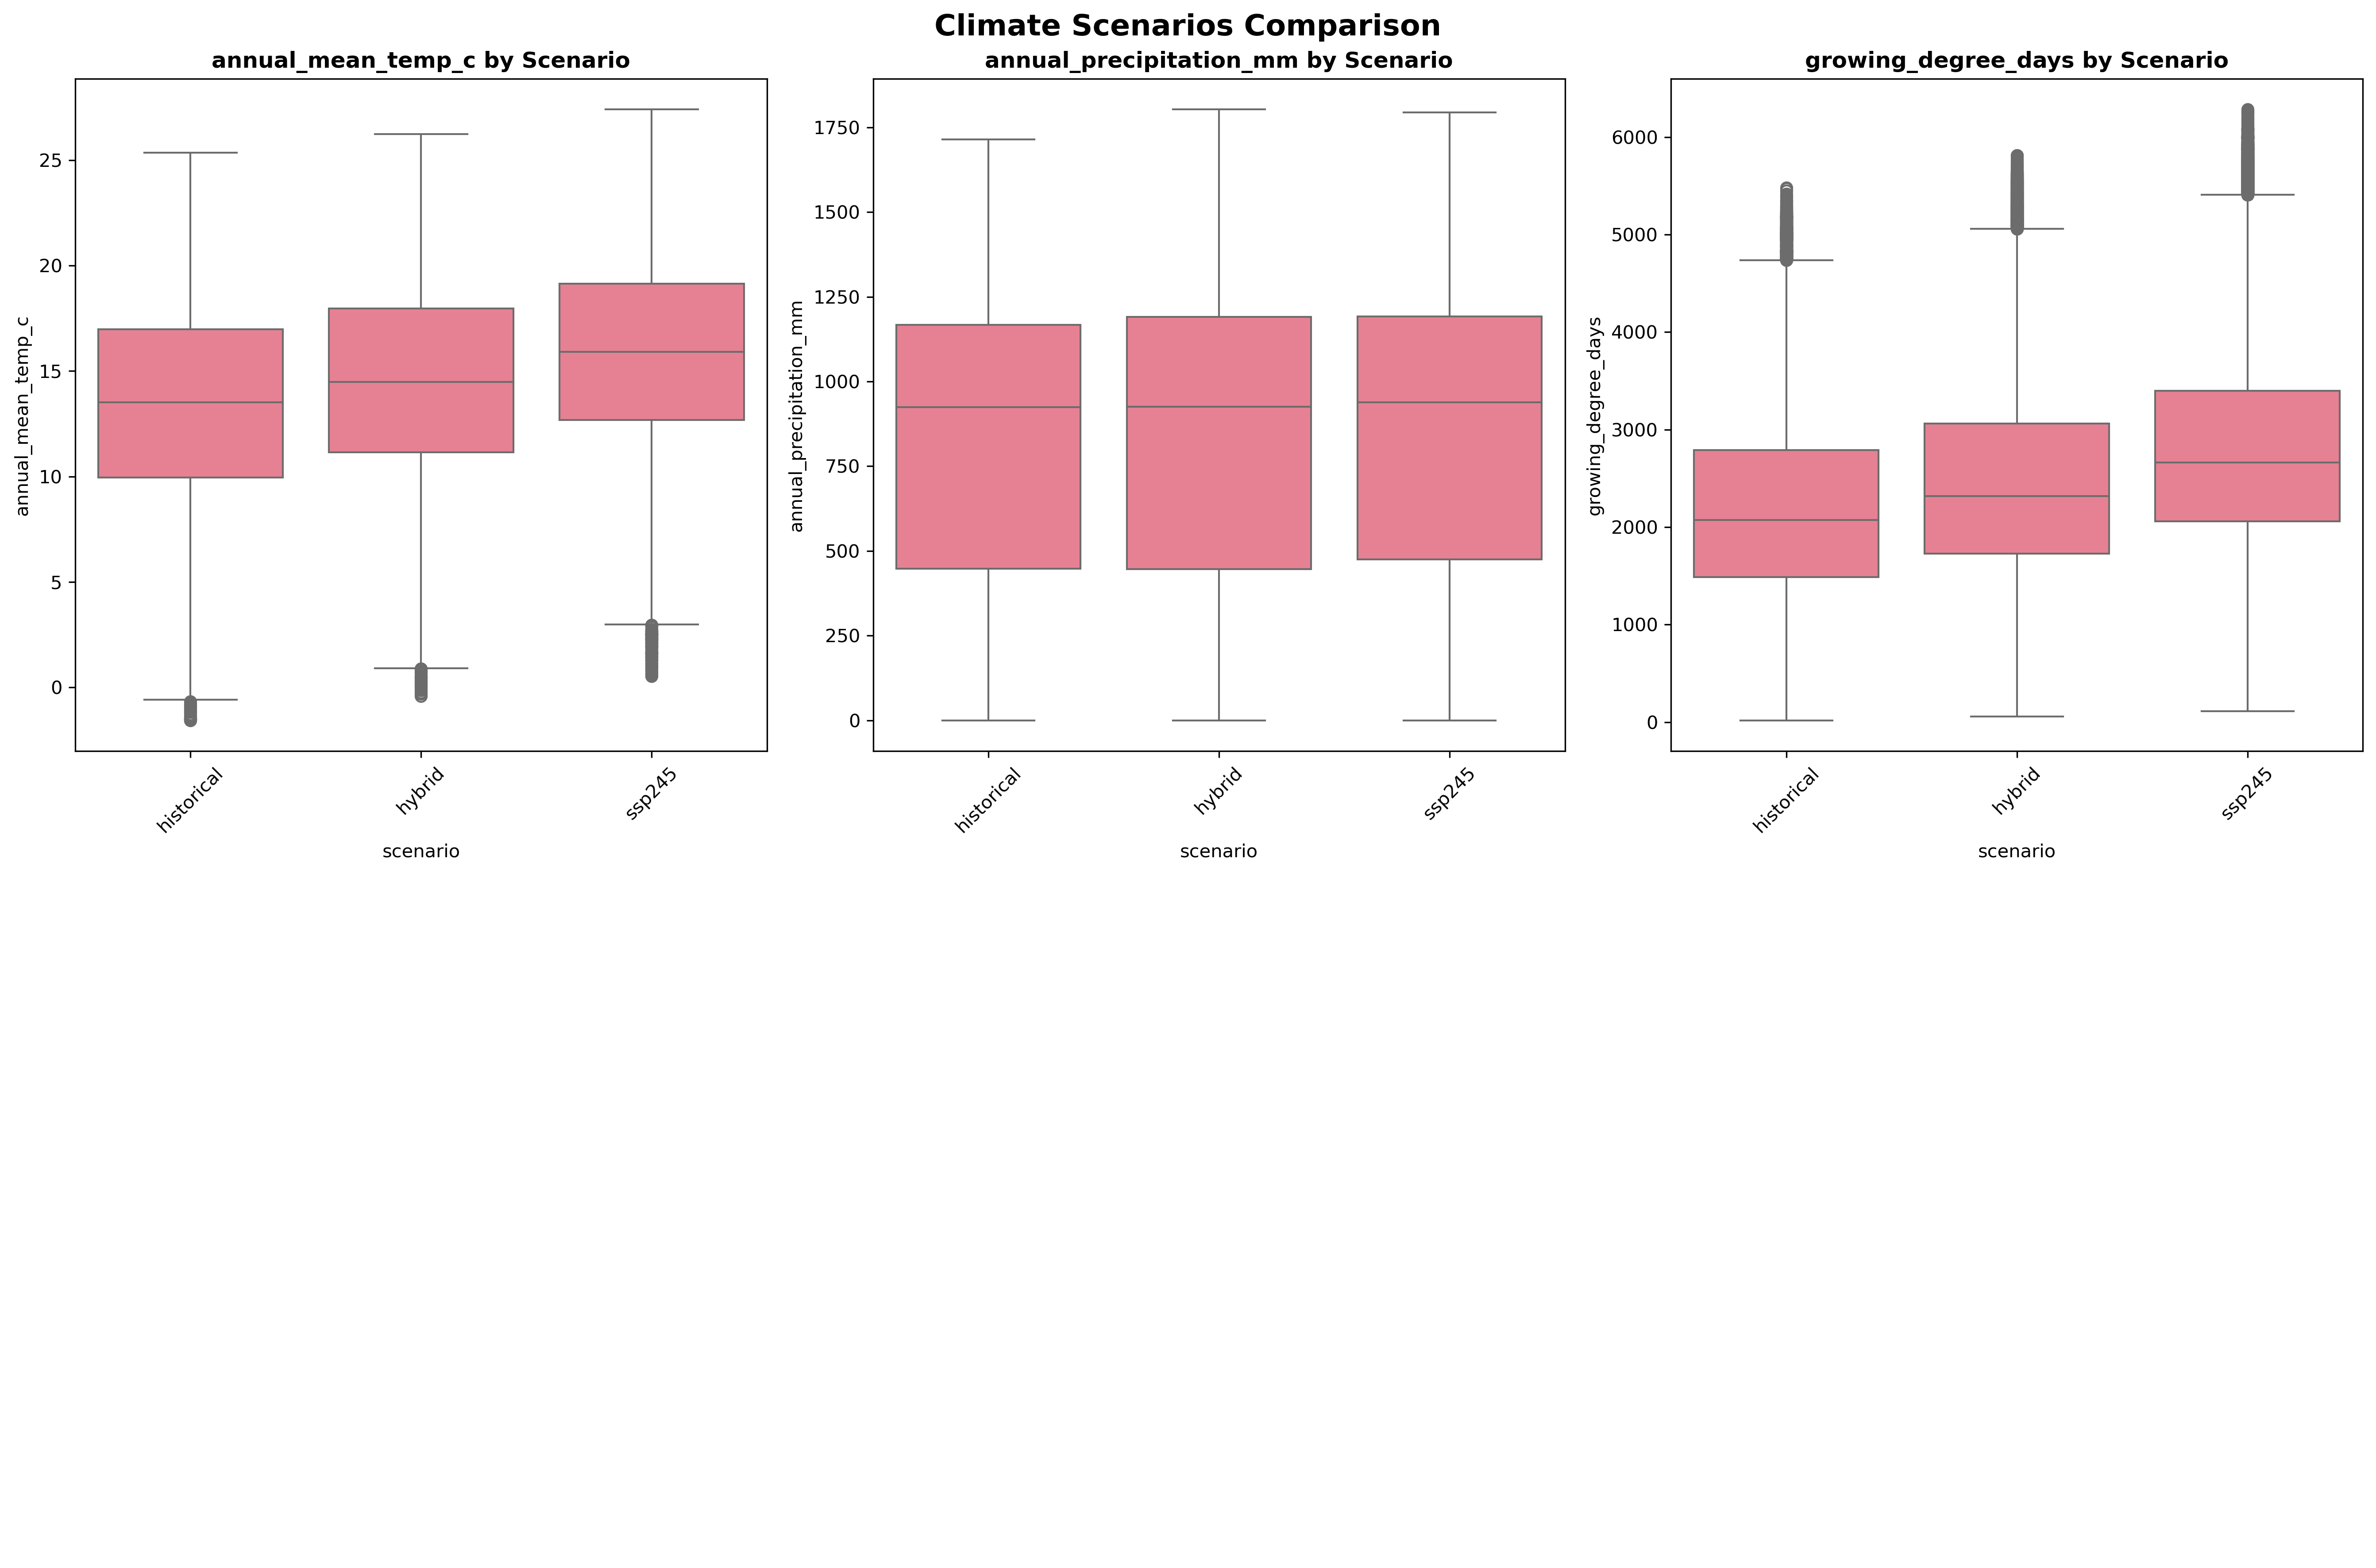 Climate Scenarios Comparison
annual_mean_temp_c by Scenario
annual_mean_temp_c
25
20
15
10
5
0
historical
hybrid
ssp245
scenario
annual_precipitation_mm by Scenario
annual_precipitation_mm
1750
1500
1250
1000
750
500
250
0
historical
hybrid
ssp245
scenario
growing_degree_days by Scenario
growing_degree_days
6000
5000
4000
3000
2000
1000
0
historical
hybrid
ssp245
scenario